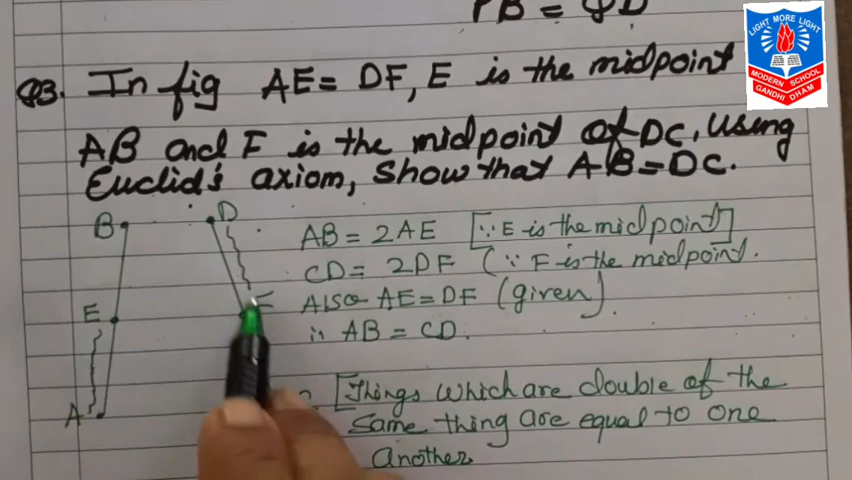 PB = QD
LIGHT MORE LIGHT
MODERN SCHOOL
GANDHI DHAM
Q3. In fig AE = DF, E is the midpoint
AB and F is the midpoint of DC, Using
Euclid's axiom, Show that AB = DC.
B D
AB = 2AE [∵ E is the midpoint]
CD = 2DF (∵ F is the midpoint.
E F Also AE = DF (given)
∴ AB = CD.
[Things which are double of the
A Same thing are equal to one
another